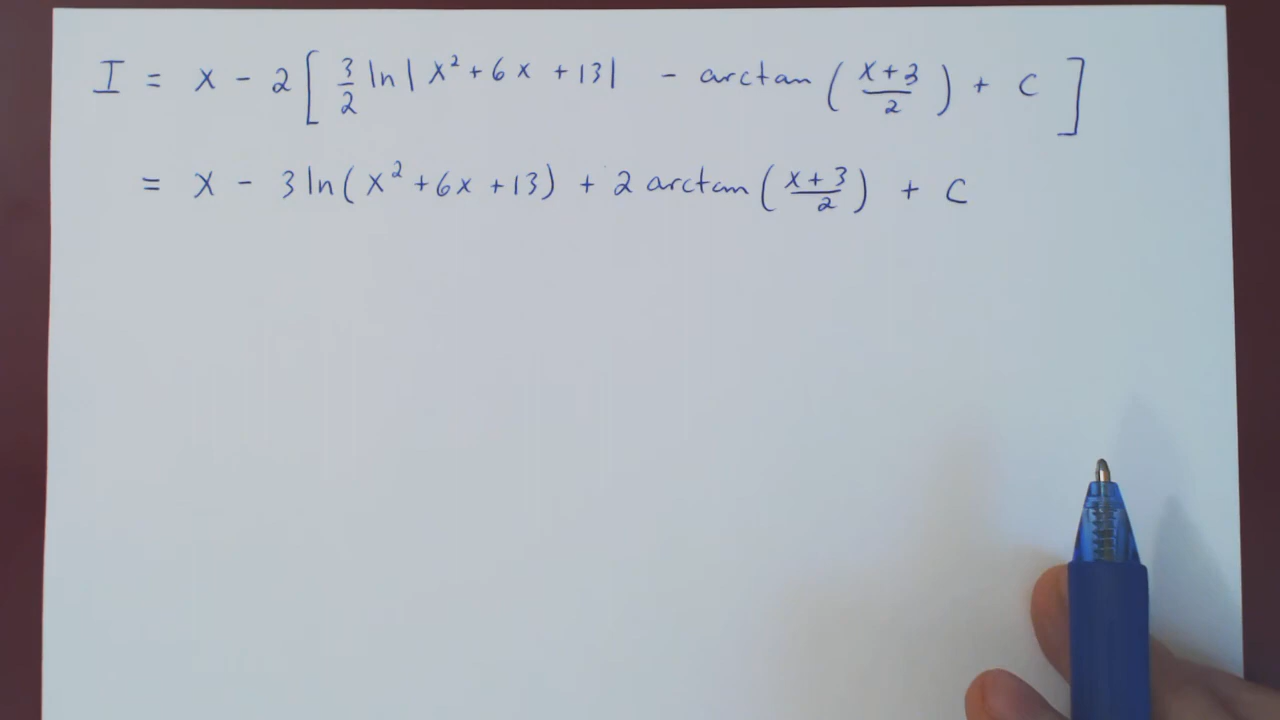 I = x - 2 [ 3/2 ln | x² + 6x + 13 | - arctan ( (x+3)/2 ) + C ]
= x - 3 ln ( x² + 6x + 13 ) + 2 arctan ( (x+3)/2 ) + C